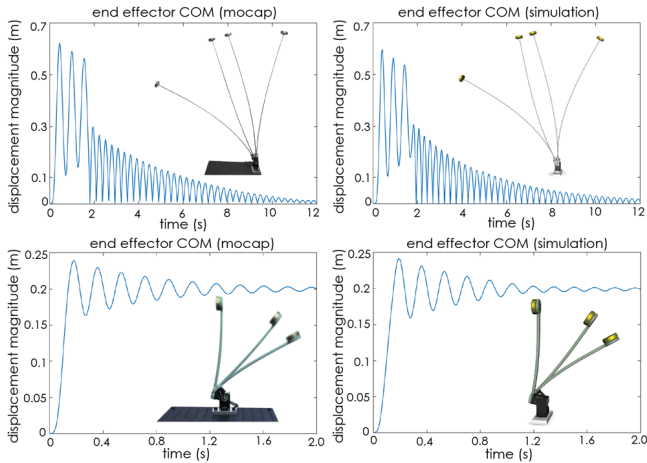 end effector COM (mocap)
displacement magnitude (m)
0.7
0.5
0.3
0.1
0
0 2 4 6 8 10 12
time (s)
end effector COM (simulation)
displacement magnitude (m)
0.7
0.5
0.3
0.1
0
0 2 4 6 8 10 12
time (s)
end effector COM (mocap)
displacement magnitude (m)
0.25
0.2
0.15
0.1
0.05
0
0 0.4 0.8 1.2 1.6 2.0
time (s)
end effector COM (simulation)
displacement magnitude (m)
0.25
0.2
0.15
0.1
0.05
0
0 0.4 0.8 1.2 1.6 2.0
time (s)